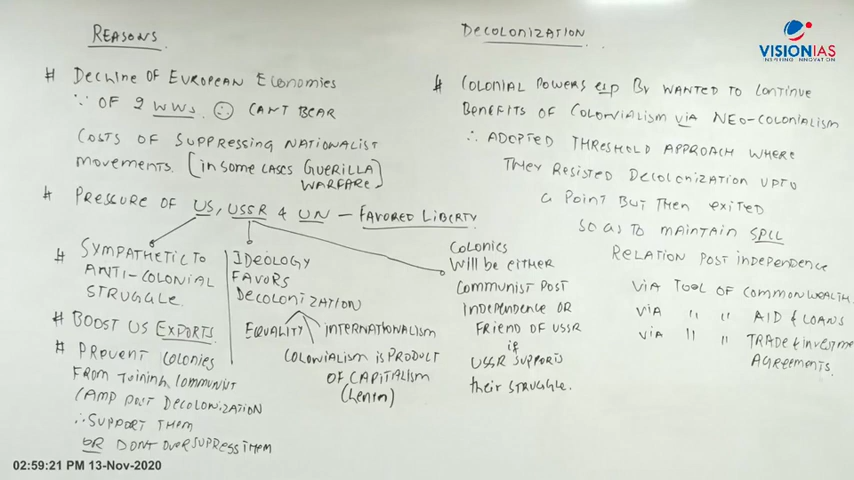 REASONS
# DECLINE OF EUROPEAN ECONOMIES
∵ OF 2 WWs. CAN'T BEAR
COSTS OF SUPPRESSING NATIONALIST
MOVEMENTS. [IN SOME CASES GUERILLA
WARFARE]
# PRESSURE OF US, USSR & UN – FAVORED LIBERTY
# SYMPATHETIC TO
ANTI-COLONIAL
STRUGGLE.
# BOOST US EXPORTS
# PREVENT COLONIES
FROM JOINING COMMUNIST
CAMP POST DECOLONIZATION
∴ SUPPORT THEM
OR DONT OVERSUPPRESS THEM
IDEOLOGY
FAVORS
DECOLONIZATION
EQUALITY INTERNATIONALISM
COLONIALISM IS PRODUCT
OF CAPITALISM
(Lenin)
COLONIES
Will be either
COMMUNIST POST
INDEPENDENCE OR
FRIEND OF USSR
if
USSR SUPPORTS
their STRUGGLE.
DECOLONIZATION
# COLONIAL POWERS esp Br WANTED TO CONTINUE
BENEFITS OF COLONIALISM VIA NEO-COLONIALISM
∴ ADOPTED THRESHOLD APPROACH WHERE
THEY RESISTED DECOLONIZATION UPTO
a POINT BUT THEN EXITED
SO AS TO MAINTAIN SPCL
RELATION POST INDEPENDENCE
VIA TOOL OF COMMONWEALTH.
VIA " " AID & LOANS
VIA " " TRADE & INVESTME
AGREEMENTS.
VISIONIAS
INSPIRING INNOVATION
02:59:21 PM 13-Nov-2020